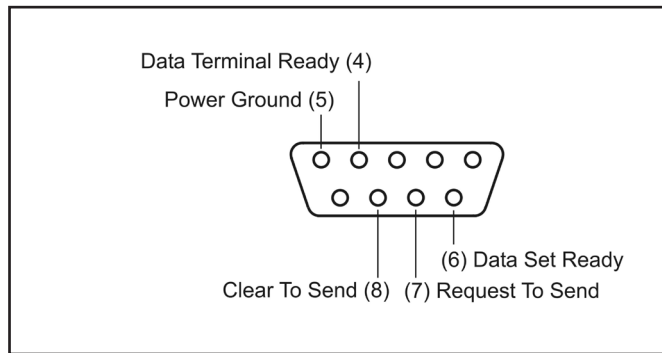 Data Terminal Ready (4)
Power Ground (5)
(6) Data Set Ready
Clear To Send (8) (7) Request To Send